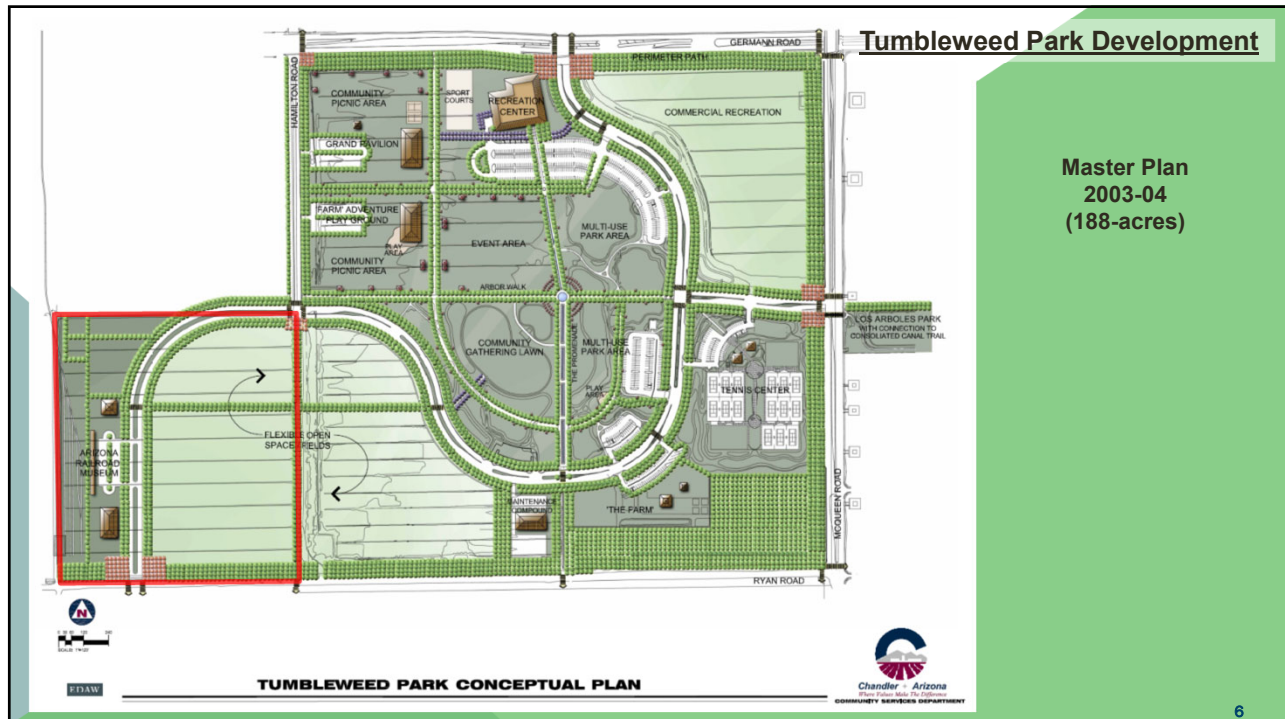 Tumbleweed Park Development
Master Plan
2003-04
(188-acres)
GERMANN ROAD
PERIMETER PATH
HAMILTON ROAD
COMMUNITY
PICNIC AREA
SPORT
COURTS
RECREATION
CENTER
COMMERCIAL RECREATION
GRAND PAVILION
'FARM' ADVENTURE
PLAY GROUND
PLAY
AREA
COMMUNITY
PICNIC AREA
EVENT AREA
MULTI-USE
PARK AREA
ARBOR WALK
LOS ARBOLES PARK
WITH CONNECTION TO
CONSOLIATED CANAL TRAIL
COMMUNITY
GATHERING LAWN
THE PROMENADE
MULTI-USE
PARK AREA
PLAY
AREA
TENNIS CENTER
FLEXIBLE OPEN
SPACE FIELDS
ARIZONA
RAILROAD
MUSEUM
MAINTENANCE
COMPOUND
'THE FARM'
MCQUEEN ROAD
RYAN ROAD
N
EDAW
TUMBLEWEED PARK CONCEPTUAL PLAN
Chandler + Arizona
Where Values Make The Difference
COMMUNITY SERVICES DEPARTMENT
6